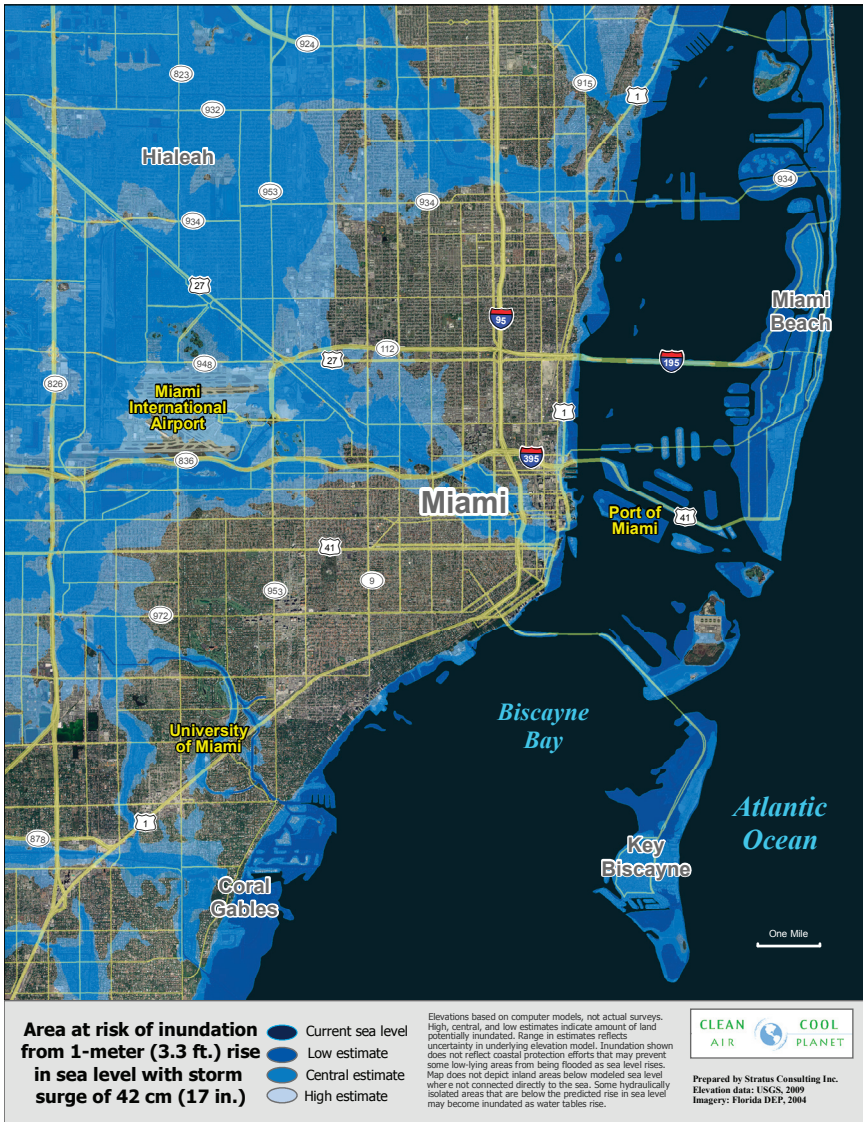 924
823
915
1
932
Hialeah
953
934
934
934
27
Miami
Beach
95
112
27
948
195
826
Miami
International
Airport
1
836
395
Miami
Port of
Miami
41
41
953
9
972
Biscayne
Bay
University
of Miami
Atlantic
Ocean
1
878
Key
Biscayne
Coral
Gables
One Mile
Area at risk of inundation
from 1-meter (3.3 ft.) rise
in sea level with storm
surge of 42 cm (17 in.)
Current sea level
Low estimate
Central estimate
High estimate
Elevations based on computer models, not actual surveys.
High, central, and low estimates indicate amount of land
potentially inundated. Range in estimates reflects
uncertainty in underlying elevation model. Inundation shown
does not reflect coastal protection efforts that may prevent
some low-lying areas from being flooded as sea level rises.
Map does not depict inland areas below modeled sea level
where not connected directly to the sea. Some hydraulically
isolated areas that are below the predicted rise in sea level
may become inundated as water tables rise.
CLEAN COOL
AIR PLANET
Prepared by Stratus Consulting Inc.
Elevation data: USGS, 2009
Imagery: Florida DEP, 2004